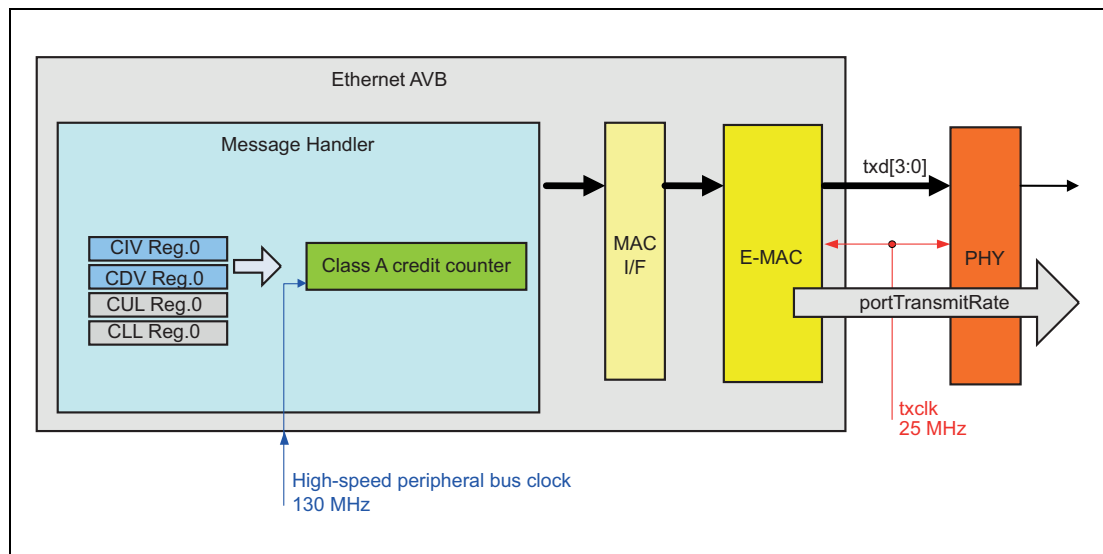 Ethernet AVB
Message Handler
CIV Reg.0
CDV Reg.0
CUL Reg.0
CLL Reg.0
Class A credit counter
MAC
I/F
E-MAC
txd[3:0]
PHY
portTransmitRate
txclk
25 MHz
High-speed peripheral bus clock
130 MHz